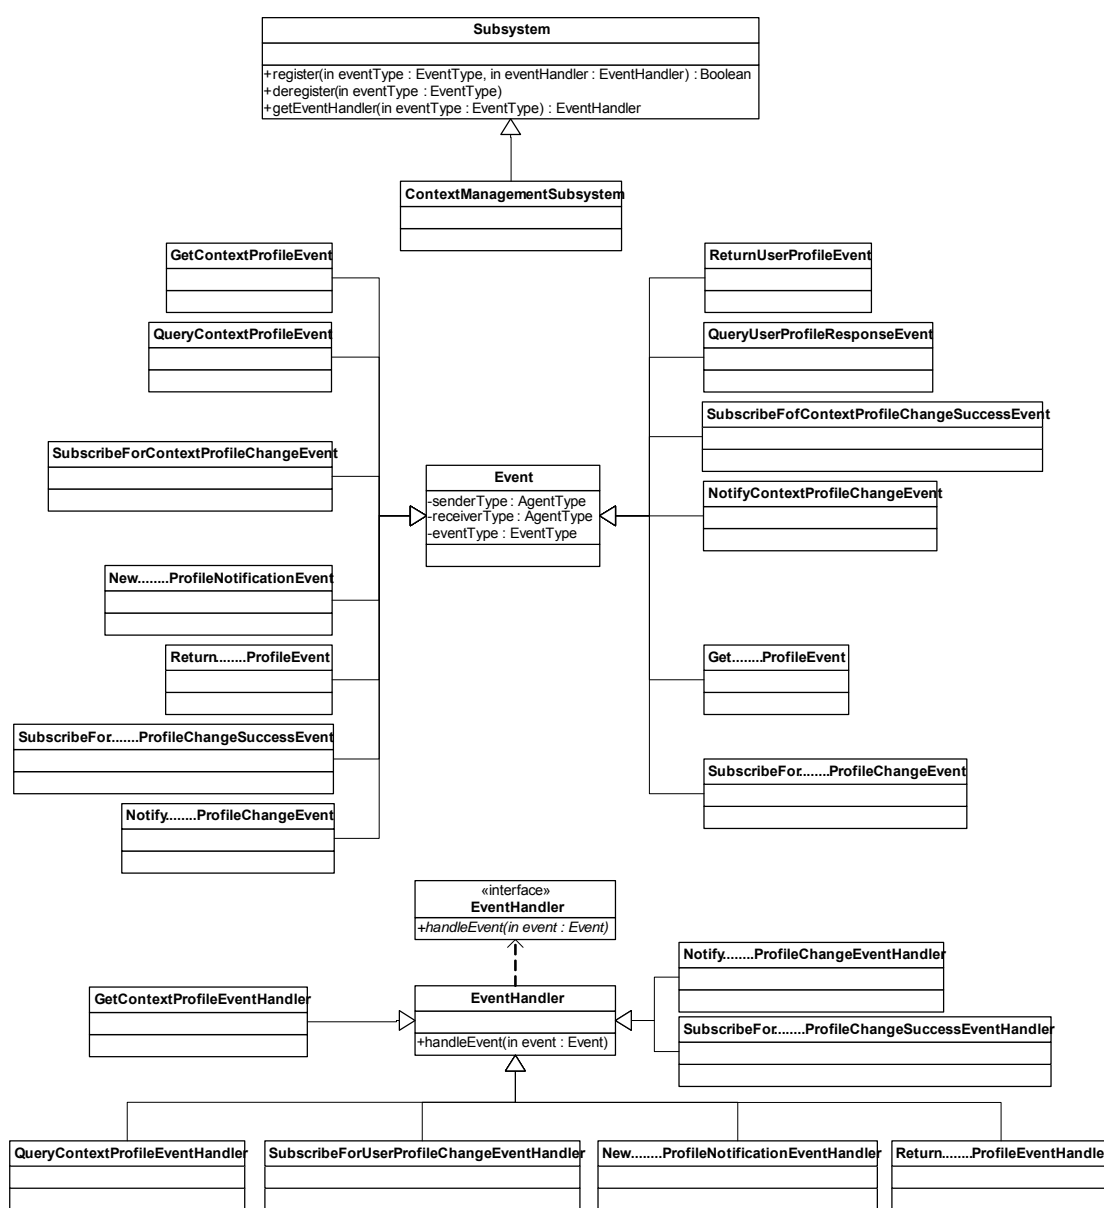 Subsystem
+register(in eventType : EventType, in eventHandler : EventHandler) : Boolean
+deregister(in eventType : EventType)
+getEventHandler(in eventType : EventType) : EventHandler
ContextManagementSubsystem
GetContextProfileEvent
QueryContextProfileEvent
SubscribeForContextProfileChangeEvent
New........ProfileNotificationEvent
Return........ProfileEvent
SubscribeFor........ProfileChangeSuccessEvent
Notify........ProfileChangeEvent
Event
-senderType : AgentType
-receiverType : AgentType
-eventType : EventType
ReturnUserProfileEvent
QueryUserProfileResponseEvent
SubscribeFofContextProfileChangeSuccessEvent
NotifyContextProfileChangeEvent
Get........ProfileEvent
SubscribeFor........ProfileChangeEvent
«interface»
EventHandler
+handleEvent(in event : Event)
GetContextProfileEventHandler
EventHandler
+handleEvent(in event : Event)
Notify........ProfileChangeEventHandler
SubscribeFor........ProfileChangeSuccessEventHandler
QueryContextProfileEventHandler
SubscribeForUserProfileChangeEventHandler
New........ProfileNotificationEventHandler
Return........ProfileEventHandle